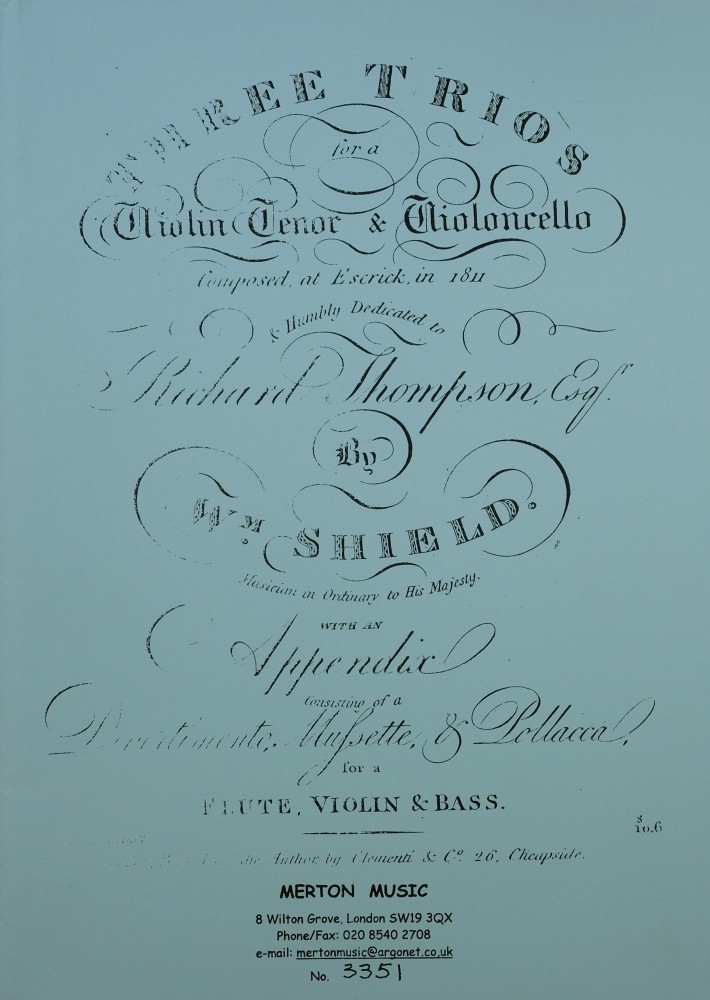 THREE TRIOS
for a
Violin Tenor & Violoncello
Composed, at Escrick, in 1811
& Humbly Dedicated to
Richard Thompson, Esqr.
By
Wm. SHIELD.
Musician in Ordinary to His Majesty.
WITH AN
Appendix
Consisting of a
Divertimento, Mussette, & Pollacca,
for a
FLUTE, VIOLIN & BASS.
s
10.6
the Author, by Clementi & Co. 26, Cheapside.
MERTON MUSIC
8 Wilton Grove, London SW19 3QX
Phone/Fax: 020 8540 2708
e-mail: mertonmusic@argonet.co.uk
No. 3351